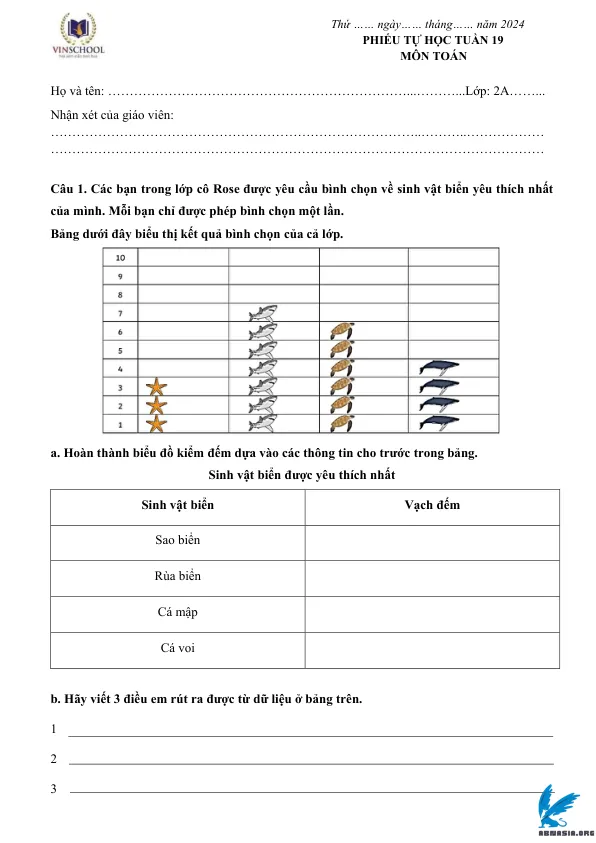 VINSCHOOL
Thứ …… ngày…… tháng…… năm 2024
PHIẾU TỰ HỌC TUẦN 19
MÔN TOÁN
Họ và tên: ……………………………………………………………...………...Lớp: 2A……...
Nhận xét của giáo viên:
Câu 1. Các bạn trong lớp cô Rose được yêu cầu bình chọn về sinh vật biển yêu thích nhất
của mình. Mỗi bạn chỉ được phép bình chọn một lần.
Bảng dưới đây biểu thị kết quả bình chọn của cả lớp.
10
9
8
7
6
5
4
3
2
1
a. Hoàn thành biểu đồ kiểm đếm dựa vào các thông tin cho trước trong bảng.
Sinh vật biển được yêu thích nhất
Sinh vật biển Vạch đếm
Sao biển
Rùa biển
Cá mập
Cá voi
b. Hãy viết 3 điều em rút ra được từ dữ liệu ở bảng trên.
1
2
3
ABMASIA.ORG